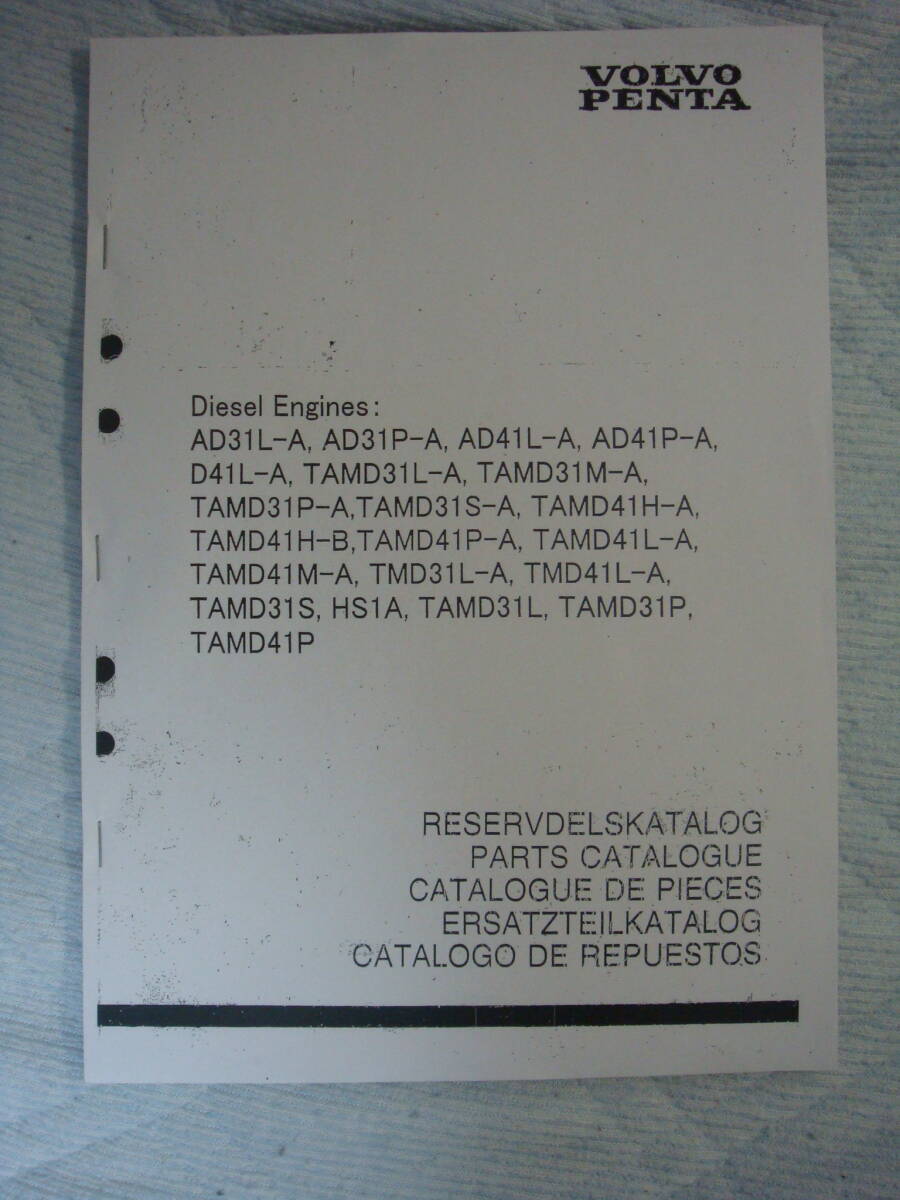 VOLVO
PENTA
Diesel Engines:
AD31L-A, AD31P-A, AD41L-A, AD41P-A,
D41L-A, TAMD31L-A, TAMD31M-A,
TAMD31P-A,TAMD31S-A, TAMD41H-A,
TAMD41H-B,TAMD41P-A, TAMD41L-A,
TAMD41M-A, TMD31L-A, TMD41L-A,
TAMD31S, HS1A, TAMD31L, TAMD31P,
TAMD41P
RESERVDELSKATALOG
PARTS CATALOGUE
CATALOGUE DE PIECES
ERSATZTEILKATALOG
CATALOGO DE REPUESTOS